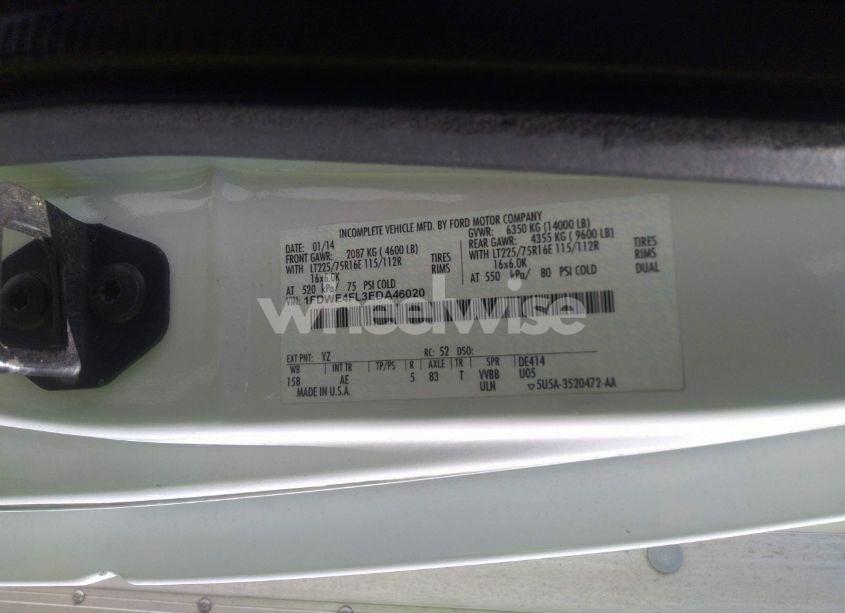 INCOMPLETE VEHICLE MFD. BY FORD MOTOR COMPANY
DATE: 01/14 GVWR: 6350 KG (14000 LB)
FRONT GAWR: 2087 KG (4600 LB) REAR GAWR: 4355 KG (9600 LB)
WITH LT225/75R16E 115/112R TIRES WITH LT225/75R16E 115/112R TIRES
16x6.0K RIMS 16x6.0K RIMS
AT 520 kPa/ 75 PSI COLD AT 550 kPa/ 80 PSI COLD DUAL
VIN: 1FDWE4FL3EDA46020
wheelwise
EXT PNT: YZ RC: 52 DSO:
WB INT TR TP/PS R AXLE TR SPR DE414
158 AE 5 83 T VVBB U05
MADE IN U.S.A. ULN 5U5A-3520472-AA